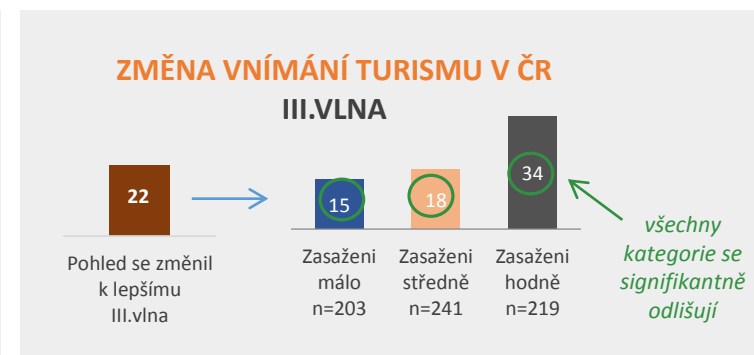 ZMĚNA VNÍMÁNÍ TURISMU V ČR
III.VLNA
22
15
18
34
Pohled se změnil
k lepšímu
III.vlna
Zasaženi
málo
n=203
Zasaženi
středně
n=241
Zasaženi
hodně
n=219
všechny
kategorie se
signifikantně
odlišují